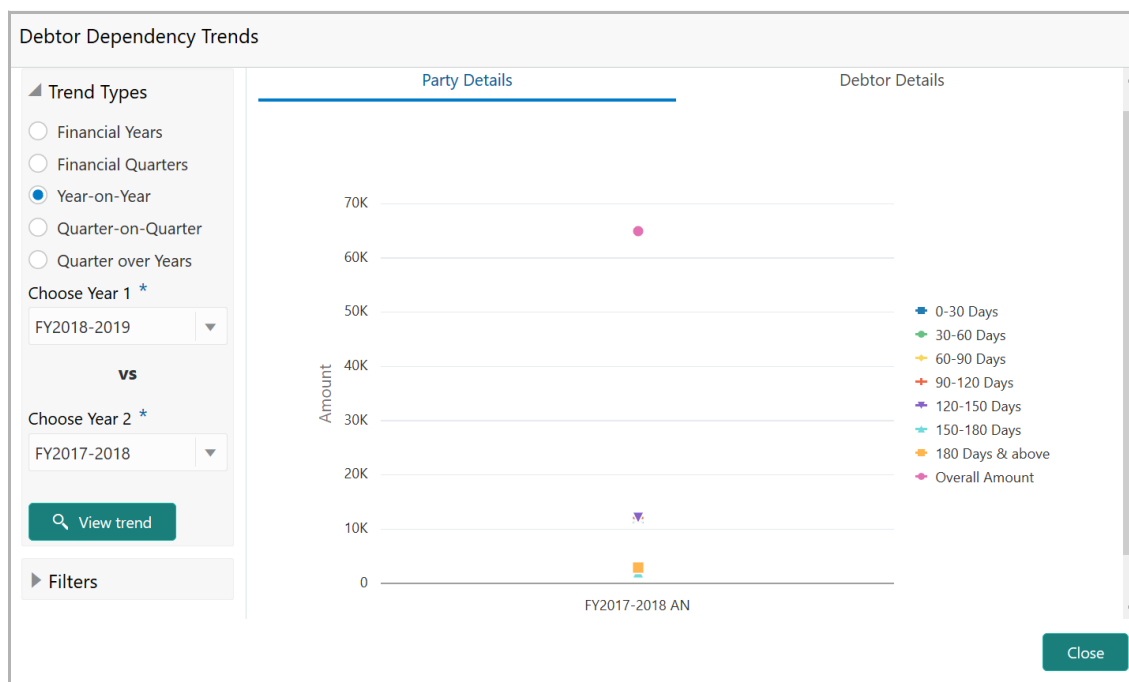 Debtor Dependency Trends
Trend Types
Financial Years
Financial Quarters
Year-on-Year
Quarter-on-Quarter
Quarter over Years
Choose Year 1 *
FY2018-2019
vs
Choose Year 2 *
FY2017-2018
View trend
Filters
Party Details
Debtor Details
70K
60K
50K
40K
30K
20K
10K
0
Amount
FY2017-2018 AN
0-30 Days
30-60 Days
60-90 Days
90-120 Days
120-150 Days
150-180 Days
180 Days & above
Overall Amount
Close